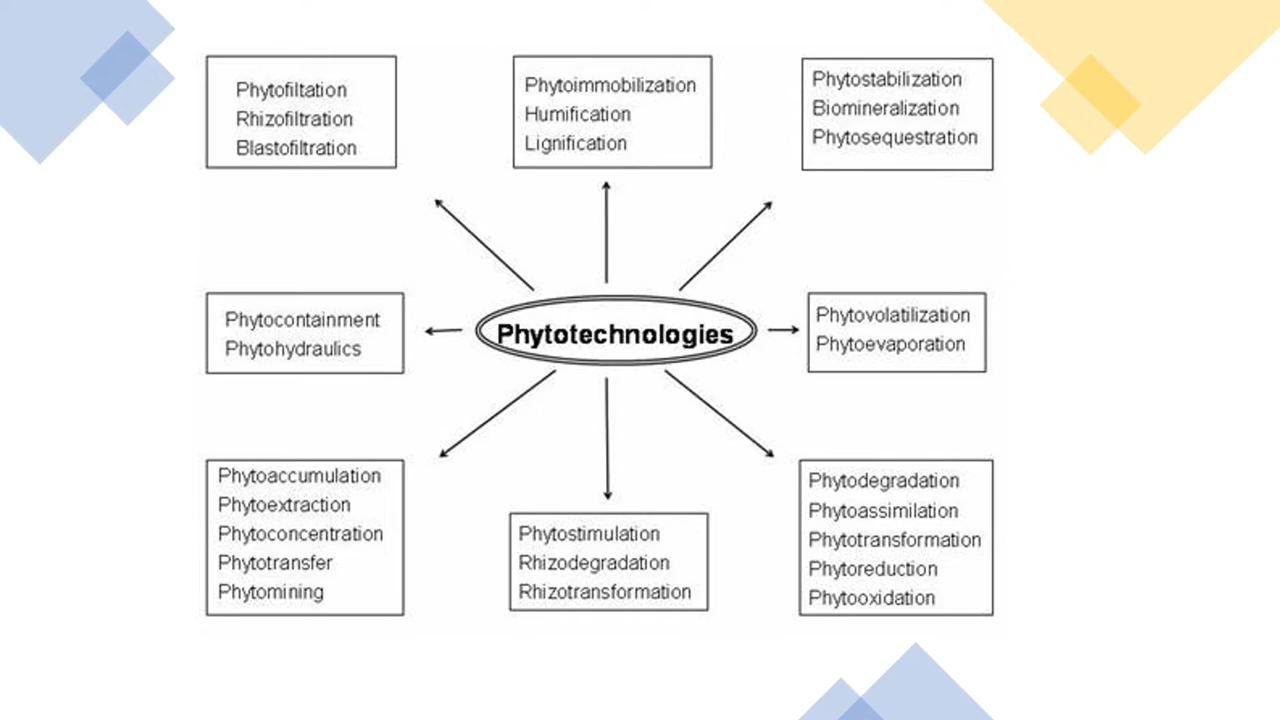 Phytofiltation
Rhizofiltration
Blastofiltration
Phytoimmobilization
Humification
Lignification
Phytostabilization
Biomineralization
Phytosequestration
Phytocontainment
Phytohydraulics
Phytotechnologies
Phytovolatilization
Phytoevaporation
Phytoaccumulation
Phytoextraction
Phytoconcentration
Phytotransfer
Phytomining
Phytostimulation
Rhizodegradation
Rhizotransformation
Phytodegradation
Phytoassimilation
Phytotransformation
Phytoreduction
Phytooxidation